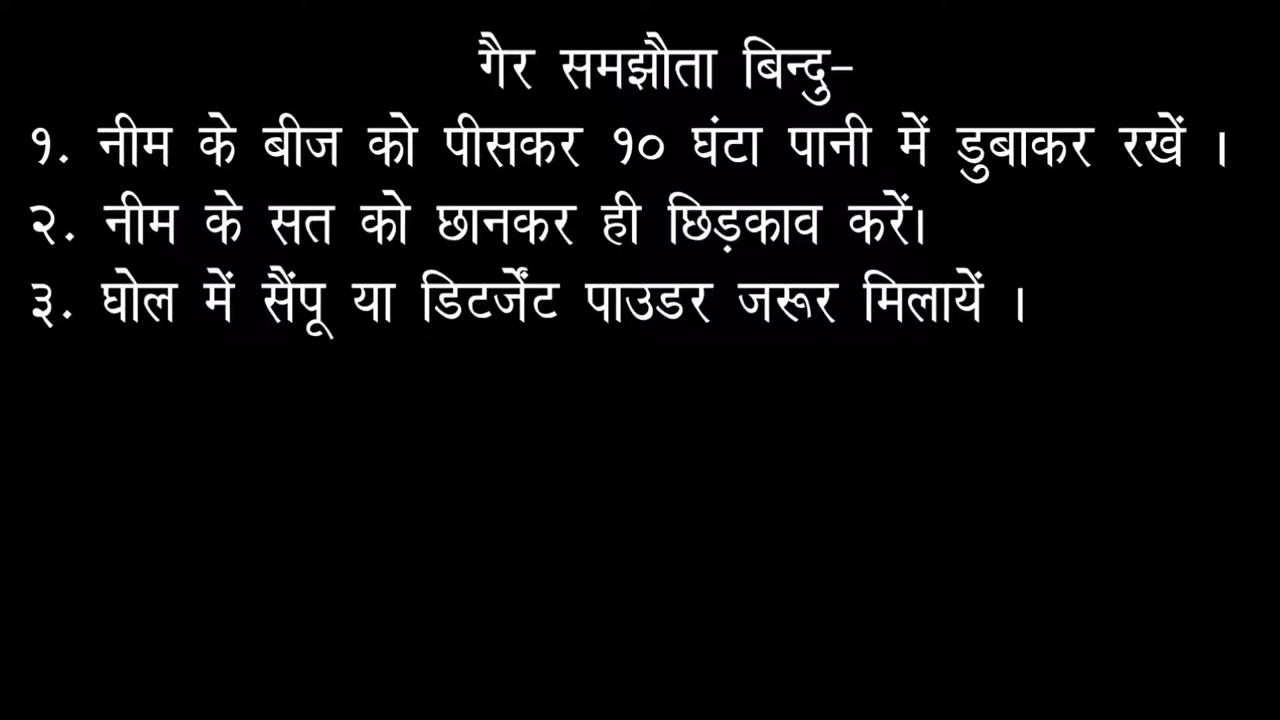 गैर समझौता बिन्दु-
१. नीम के बीज को पीसकर १० घंटा पानी में डुबाकर रखें ।
२. नीम के सत को छानकर ही छिड़काव करें।
३. घोल में सैंपू या डिटर्जेंट पाउडर जरूर मिलायें ।